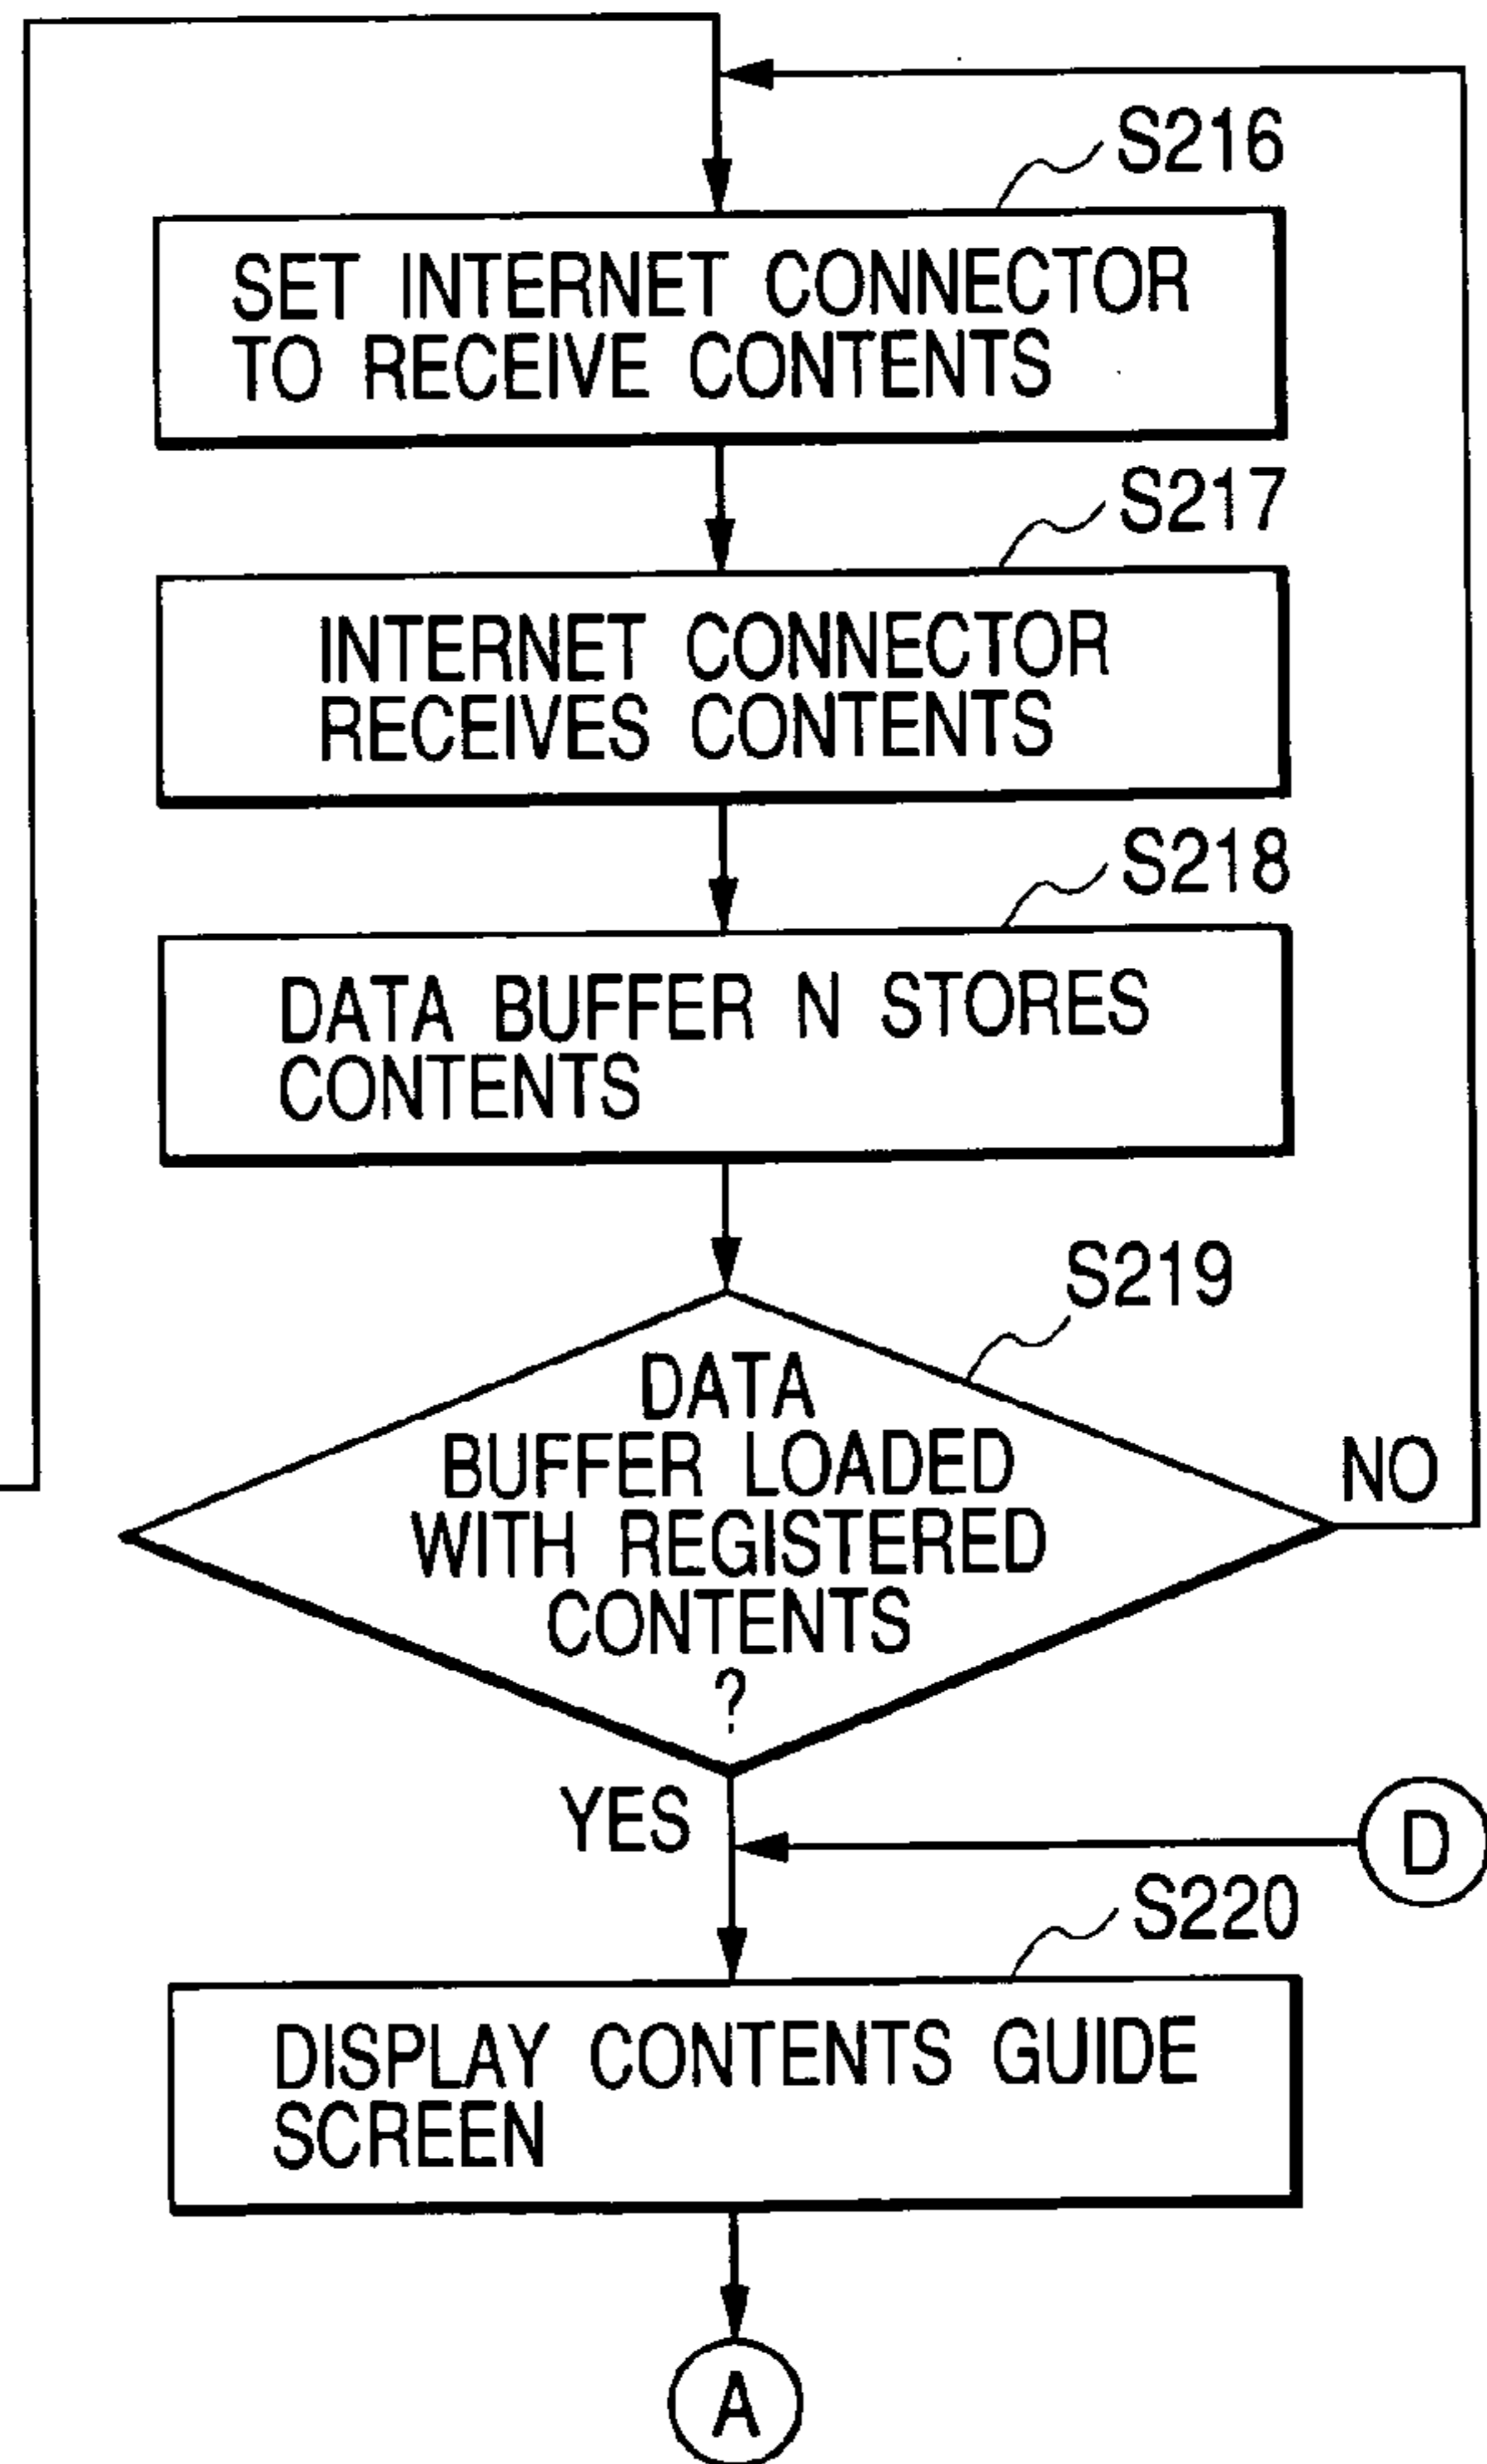 S216
SET INTERNET CONNECTOR
TO RECEIVE CONTENTS
S217
INTERNET CONNECTOR
RECEIVES CONTENTS
S218
DATA BUFFER N STORES
CONTENTS
S219
DATA
BUFFER LOADED
WITH REGISTERED
CONTENTS
?
NO
YES
D
S220
DISPLAY CONTENTS GUIDE
SCREEN
A